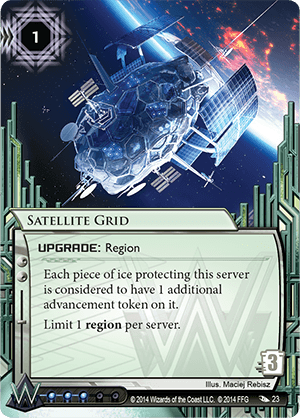 1
SATELLITE GRID
UPGRADE: Region
Each piece of ice protecting this server
is considered to have 1 additional
advancement token on it.
Limit 1 region per server.
3
Illus. Maciej Rebisz
© 2014 Wizards of the Coast LLC. © 2014 FFG 23